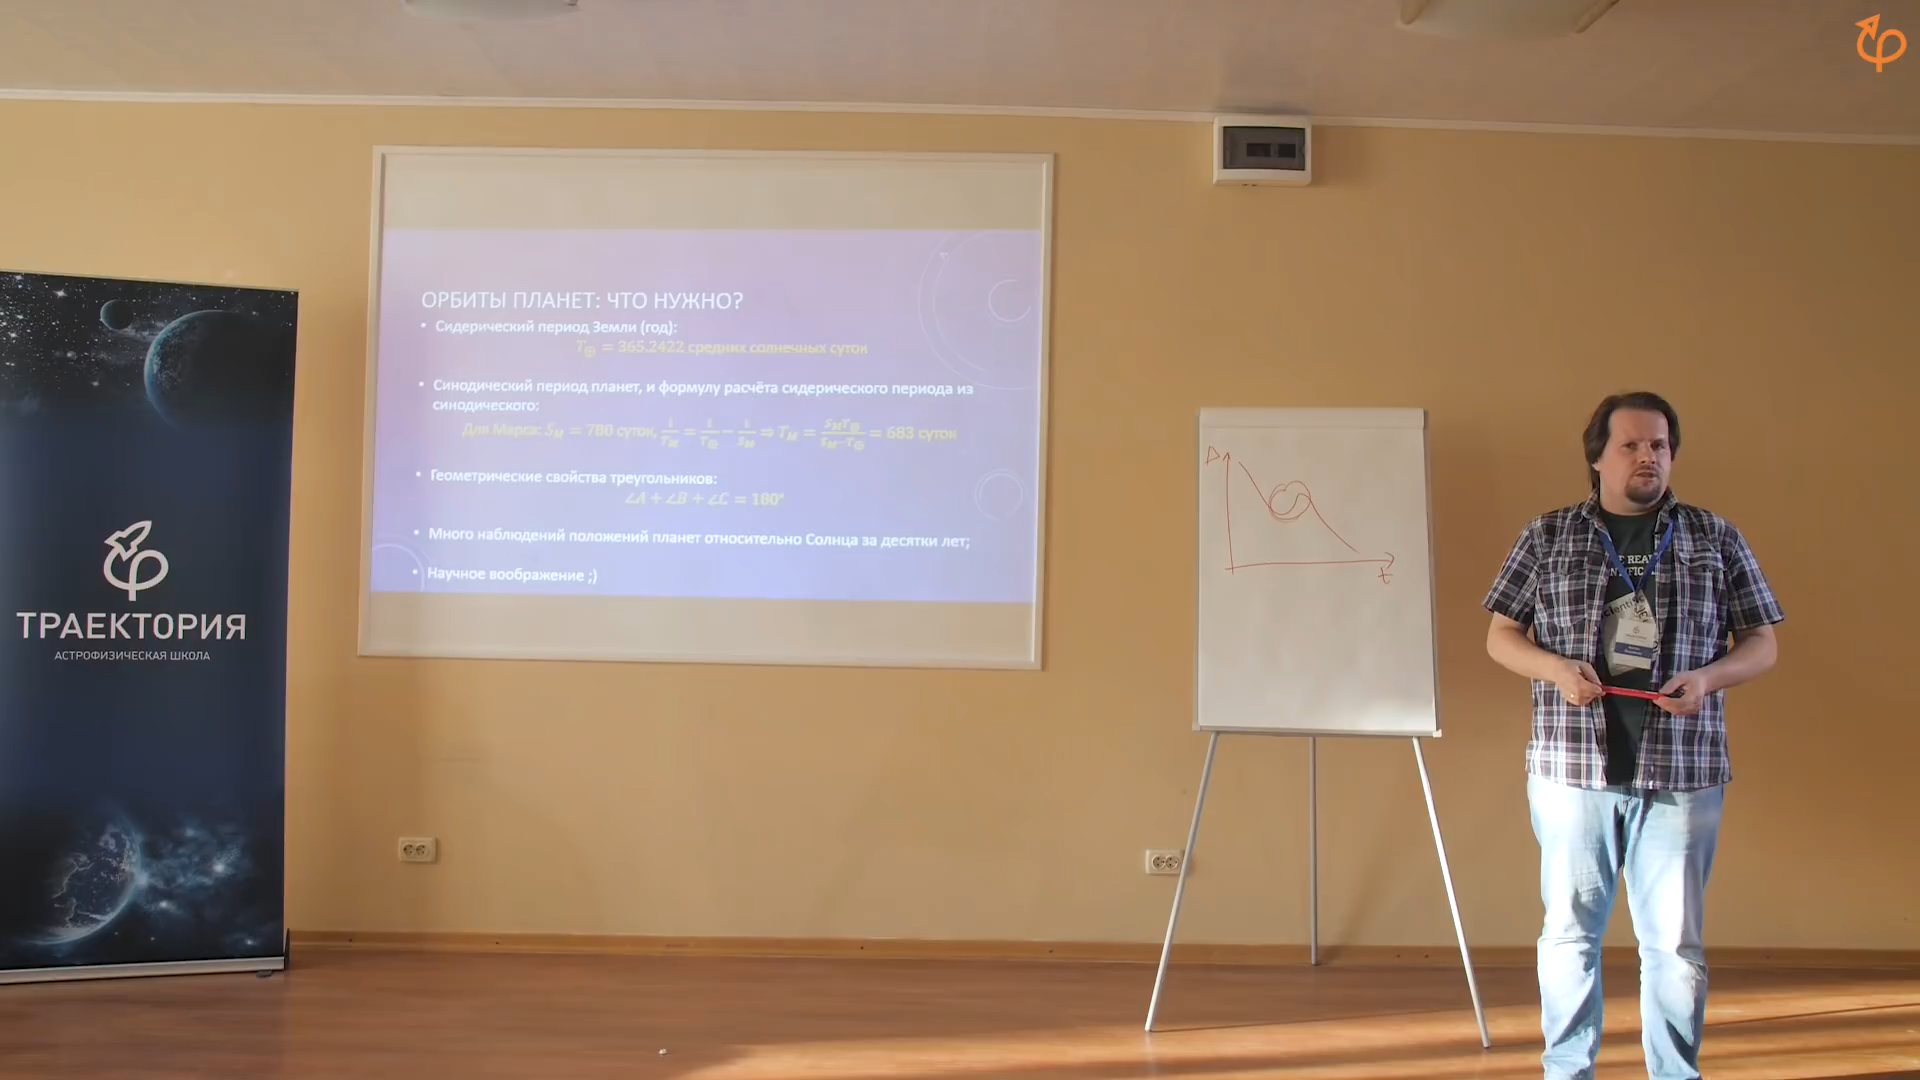 ОРБИТЫ ПЛАНЕТ: ЧТО НУЖНО?
• Сидерический период Земли (год):
T⊕ = 365.2422 средних солнечных суток
• Синодический период планет, и формулу расчёта сидерического периода из
синодического:
Для Марса: S_M = 780 суток, 1/T_M = 1/T⊕ − 1/S_M ⇒ T_M = S_M T⊕/(S_M−T⊕) = 683 суток
• Геометрические свойства треугольников:
∠A + ∠B + ∠C = 180°
• Много наблюдений положений планет относительно Солнца за десятки лет;
• Научное воображение ;)
ТРАЕКТОРИЯ
АСТРОФИЗИЧЕСКАЯ ШКОЛА
D
t